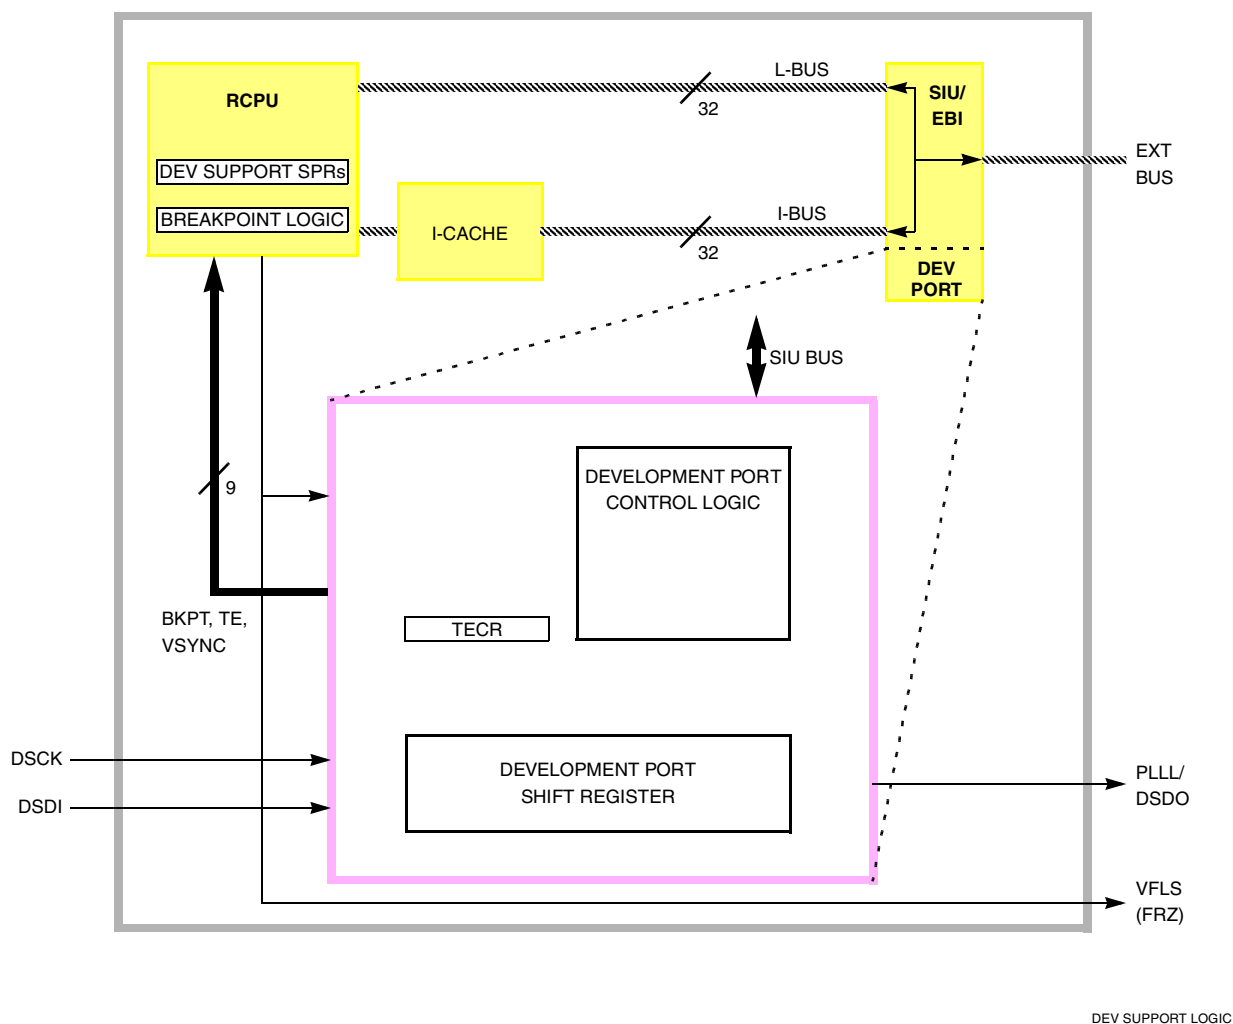 L-BUS
RCPU
SIU/
EBI
32
EXT
BUS
DEV SUPPORT SPRs
BREAKPOINT LOGIC
I-BUS
I-CACHE
32
DEV
PORT
SIU BUS
DEVELOPMENT PORT
CONTROL LOGIC
9
BKPT, TE,
VSYNC
TECR
DSCK
DEVELOPMENT PORT
SHIFT REGISTER
PLLL/
DSDO
DSDI
VFLS
(FRZ)
DEV SUPPORT LOGIC